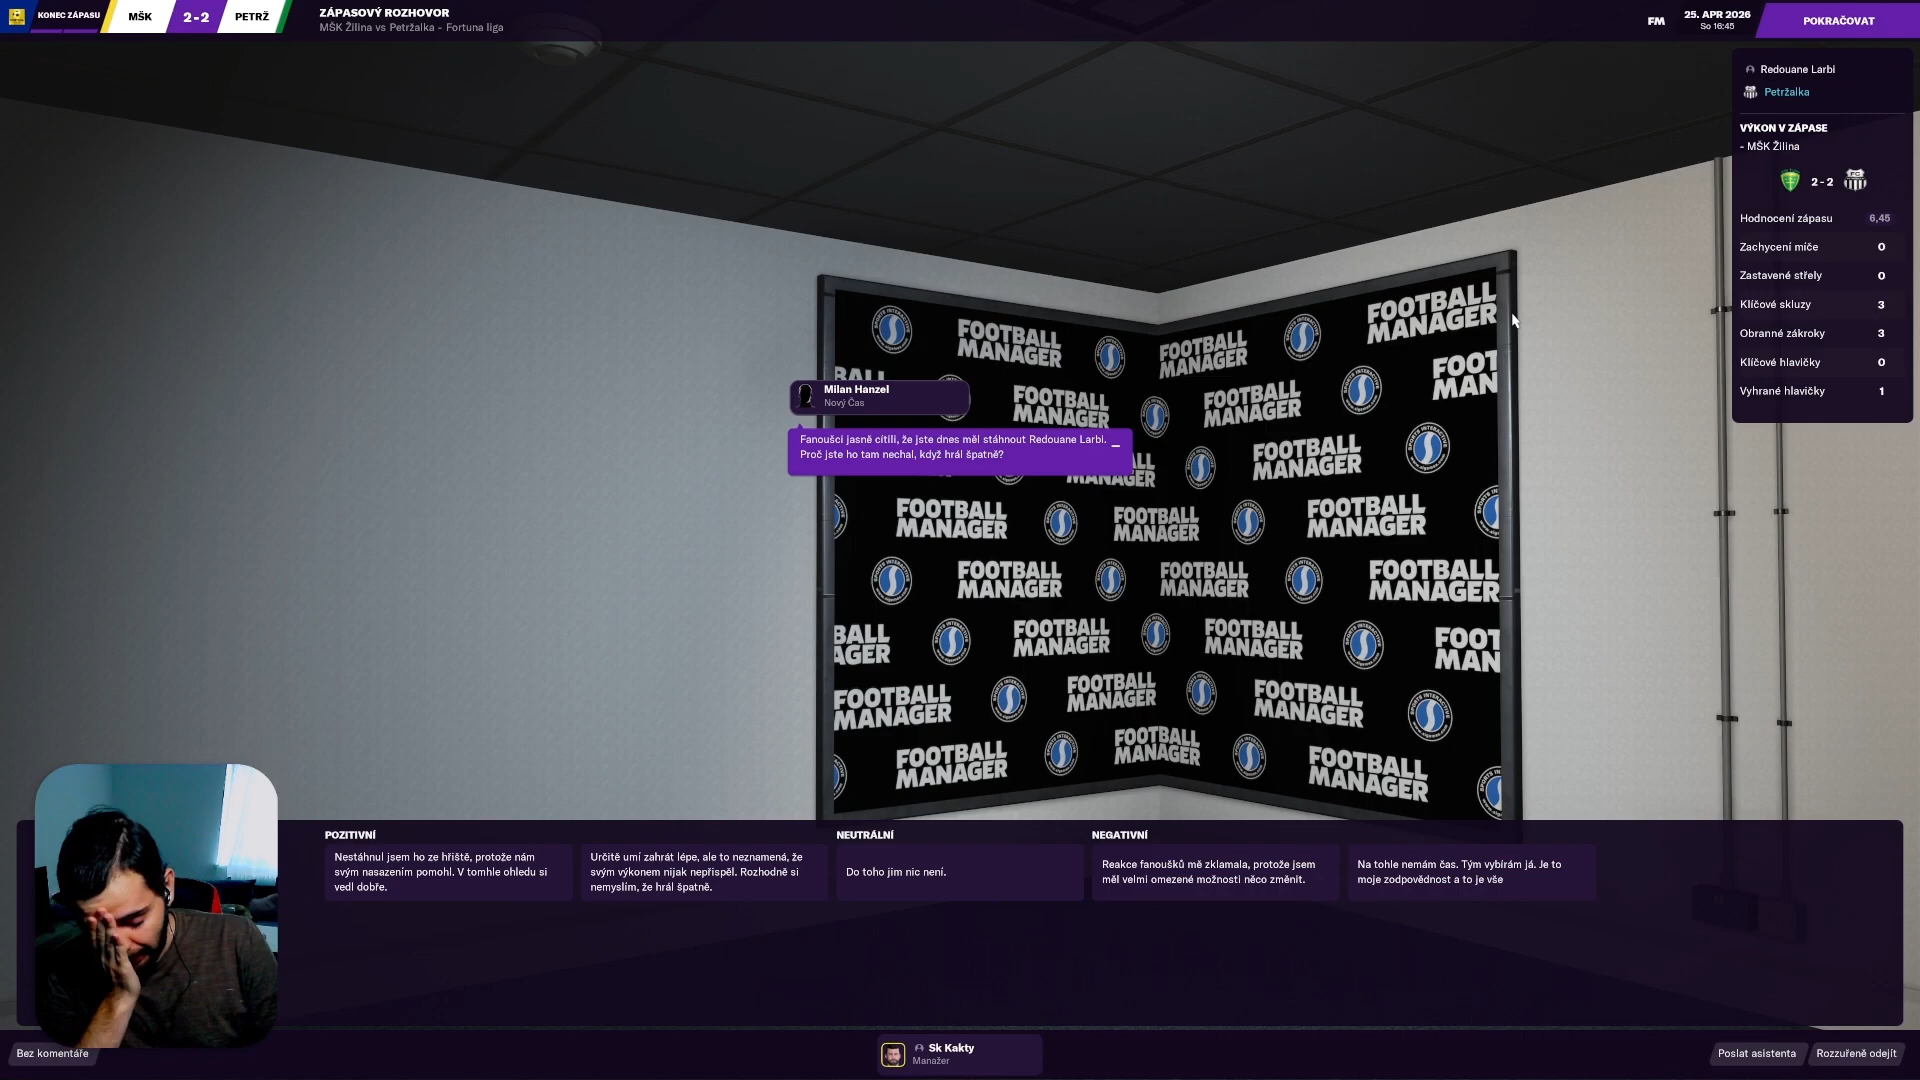 KONEC ZÁPASU
MŠK
2-2
PETRŽ
ZÁPASOVÝ ROZHOVOR
MŠK Žilina vs Petržalka - Fortuna liga
FM
25. APR 2026
So 16:45
POKRAČOVAT
Redouane Larbi
Petržalka
VÝKON V ZÁPASE
- MŠK Žilina
2 - 2
Hodnocení zápasu 6,45
Zachycení míče 0
Zastavené střely 0
Klíčové skluzy 3
Obranné zákroky 3
Klíčové hlavičky 0
Vyhrané hlavičky 1
FOOTBALL MANAGER
Milan Hanzel
Nový Čas
Fanoušci jasně cítili, že jste dnes měl stáhnout Redouane Larbi.
Proč jste ho tam nechal, když hrál špatně?
POZITIVNÍ
Nestáhnul jsem ho ze hřiště, protože nám
svým nasazením pomohl. V tomhle ohledu si
vedl dobře.
Určitě umí zahrát lépe, ale to neznamená, že
svým výkonem nijak nepřispěl. Rozhodně si
nemyslím, že hrál špatně.
NEUTRÁLNÍ
Do toho jim nic není.
NEGATIVNÍ
Reakce fanoušků mě zklamala, protože jsem
měl velmi omezené možnosti něco změnit.
Na tohle nemám čas. Tým vybírám já. Je to
moje zodpovědnost a to je vše
Bez komentáře
Sk Kakty
Manažer
Poslat asistenta
Rozzuřeně odejít